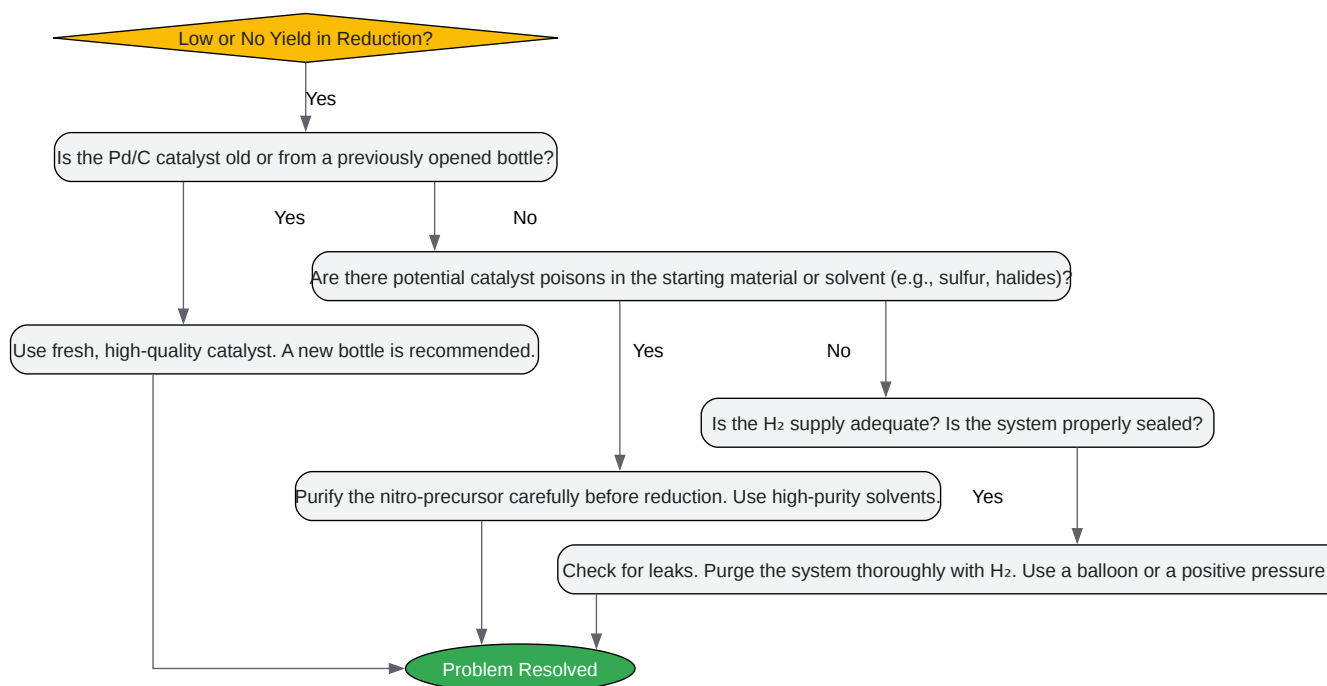 Low or No Yield in Reduction?
Yes
Is the Pd/C catalyst old or from a previously opened bottle?
Yes
No
Are there potential catalyst poisons in the starting material or solvent (e.g., sulfur, halides)?
Use fresh, high-quality catalyst. A new bottle is recommended.
Yes
No
Is the H₂ supply adequate? Is the system properly sealed?
Purify the nitro-precursor carefully before reduction. Use high-purity solvents.
Yes
Check for leaks. Purge the system thoroughly with H₂. Use a balloon or a positive pressure
Problem Resolved